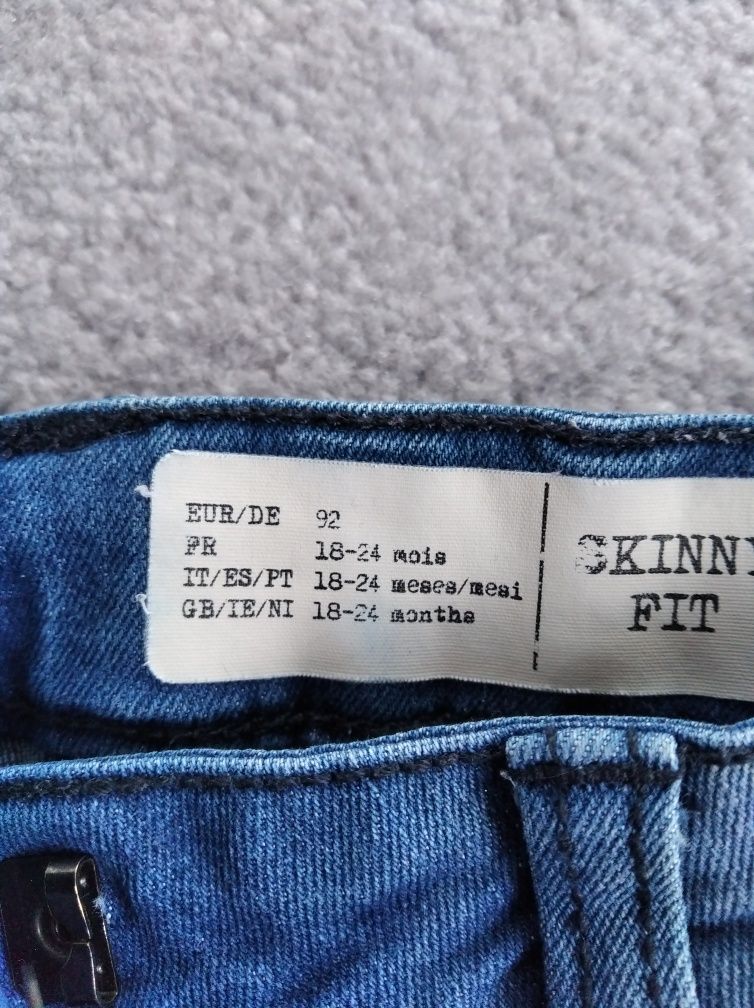 EUR/DE 92
FR 18-24 mois
IT/ES/PT 18-24 meses/mesi
GB/IE/NI 18-24 months
SKINNY
FIT